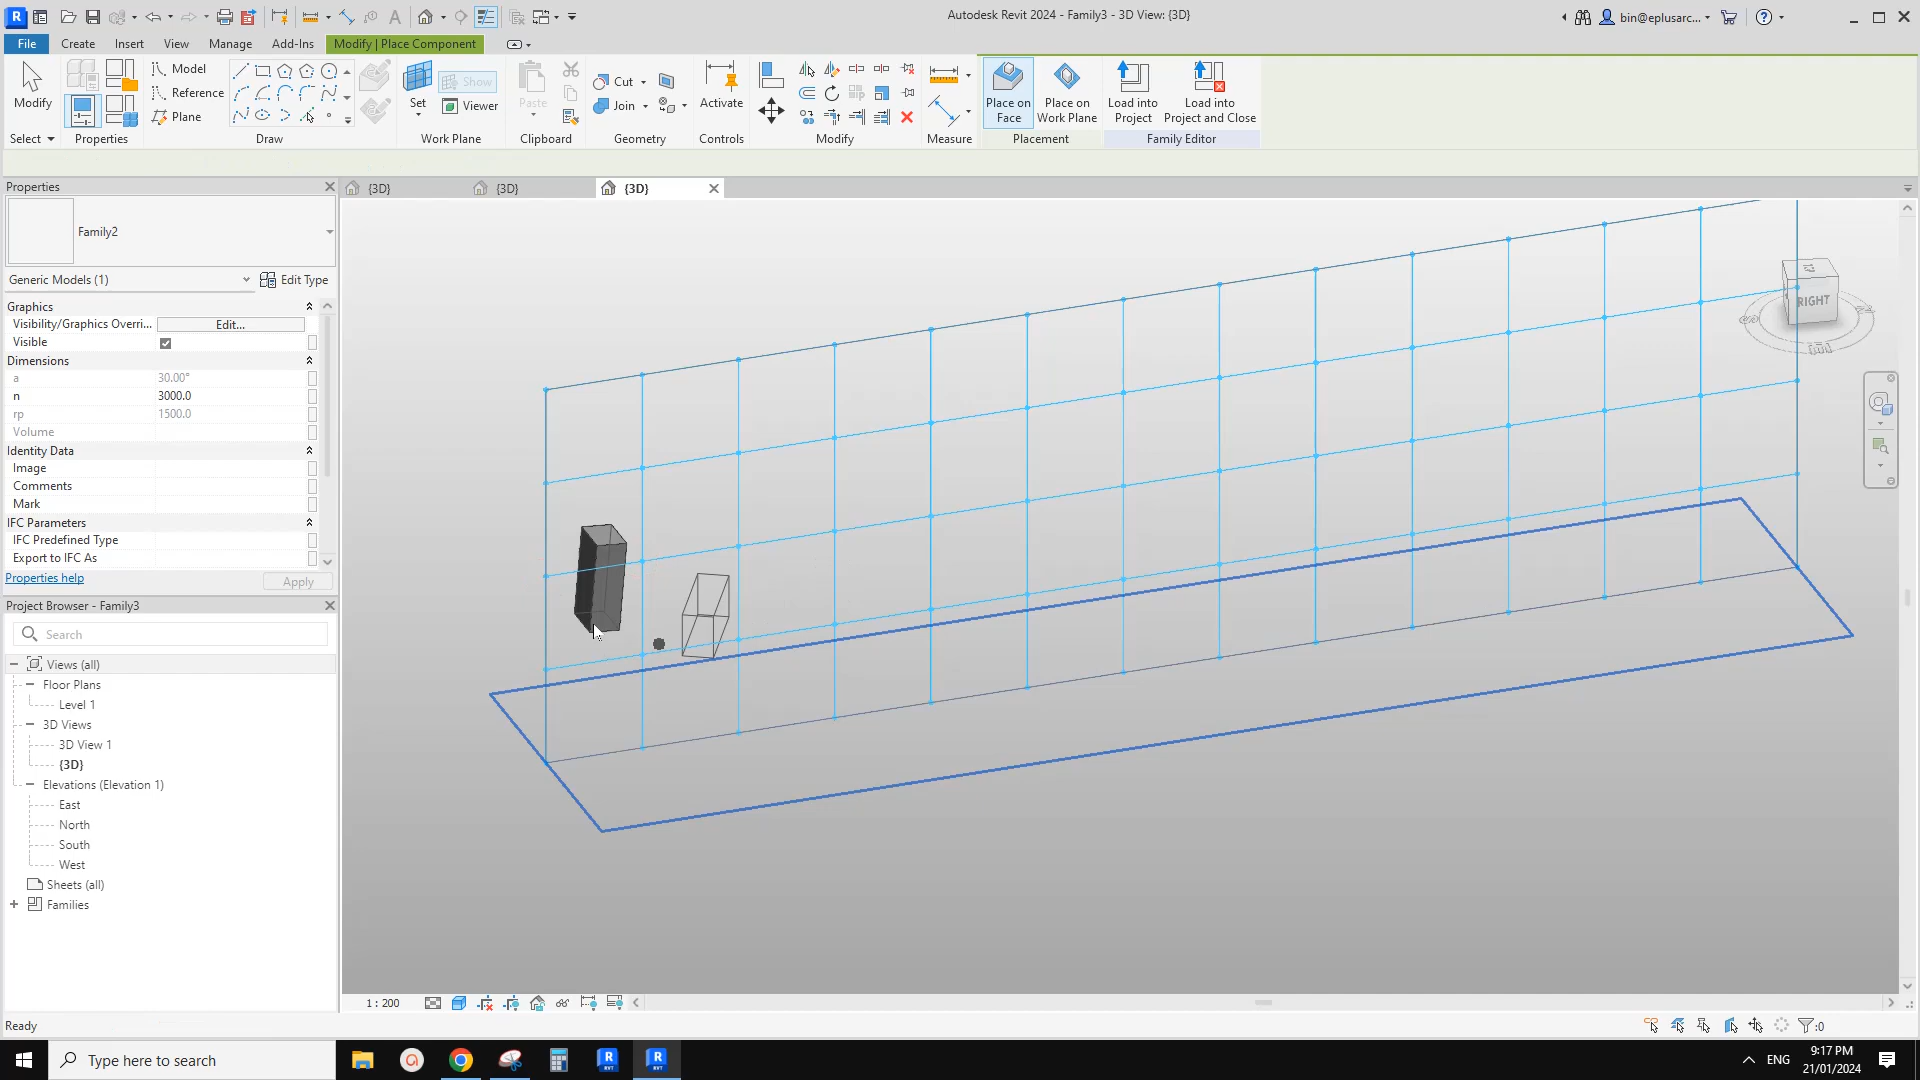 Autodesk Revit 2024 - Family3 - 3D View: {3D}
bin@eplusarc...
File
Create
Insert
View
Manage
Add-Ins
Modify | Place Component
Modify
Select
Properties
Model
Reference
Plane
Draw
Set
Show
Viewer
Work Plane
Paste
Clipboard
Cut
Join
Geometry
Activate
Controls
Modify
Measure
Place on
Face
Place on
Work Plane
Placement
Load into
Project
Load into
Project and Close
Family Editor
Properties
Family2
Generic Models (1)
Edit Type
Graphics
Visibility/Graphics Overri...
Edit...
Visible
Dimensions
a
30.00°
n
3000.0
rp
1500.0
Volume
Identity Data
Image
Comments
Mark
IFC Parameters
IFC Predefined Type
Export to IFC As
Properties help
Apply
Project Browser - Family3
Search
Views (all)
Floor Plans
Level 1
3D Views
3D View 1
{3D}
Elevations (Elevation 1)
East
North
South
West
Sheets (all)
Families
{3D}
{3D}
{3D}
RIGHT
1 : 200
Ready
:0
Type here to search
ENG
9:17 PM
21/01/2024